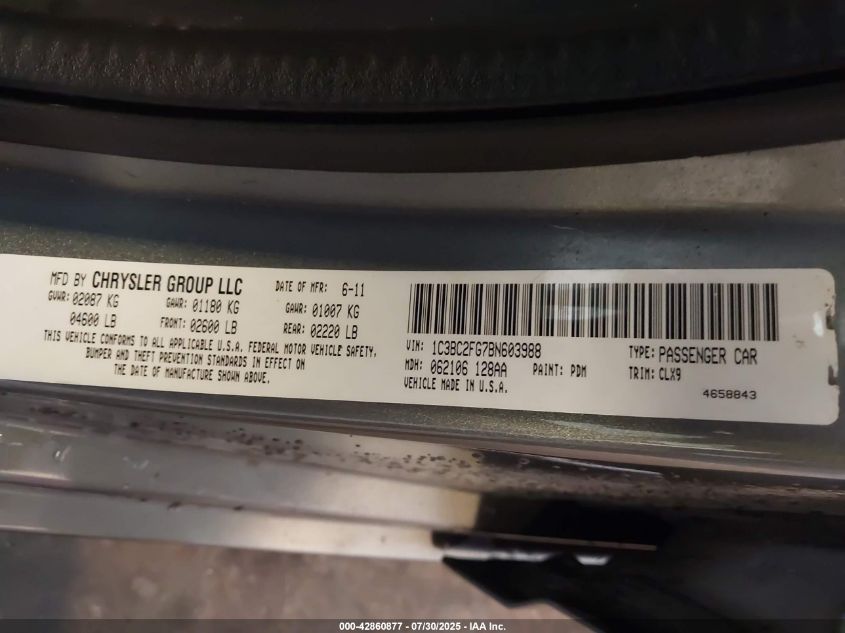 MFD BY CHRYSLER GROUP LLC DATE OF MFR: 6-11
GVWR: 02087 KG GAWR: 01180 KG GAWR: 01007 KG
04600 LB FRONT: 02600 LB REAR: 02220 LB
THIS VEHICLE CONFORMS TO ALL APPLICABLE U.S.A. FEDERAL MOTOR VEHICLE SAFETY,
BUMPER AND THEFT PREVENTION STANDARDS IN EFFECT ON
THE DATE OF MANUFACTURE SHOWN ABOVE.
VIN: 1C3BC2FG7BN603988 TYPE: PASSENGER CAR
MDH: 062106 128AA PAINT: PDM TRIM: CLX9
VEHICLE MADE IN U.S.A. 4658843
000-42860877 - 07/30/2025 - IAA Inc.